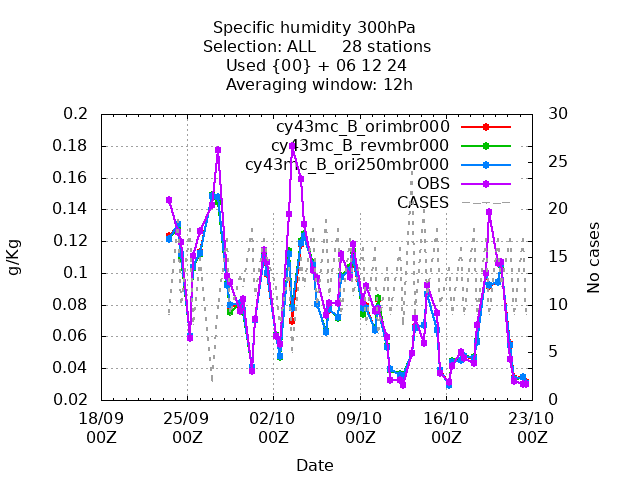 Specific humidity 300hPa
Selection: ALL 28 stations
Used {00} + 06 12 24
Averaging window: 12h
cy43mc_B_orimbr000
cy43mc_B_revmbr000
cy43mc_B_ori250mbr000
OBS
CASES
g/Kg
0.2
0.18
0.16
0.14
0.12
0.1
0.08
0.06
0.04
0.02
30
25
20
15
10
5
0
No cases
18/09 25/09 02/10 09/10 16/10 23/10
00Z 00Z 00Z 00Z 00Z 00Z
Date